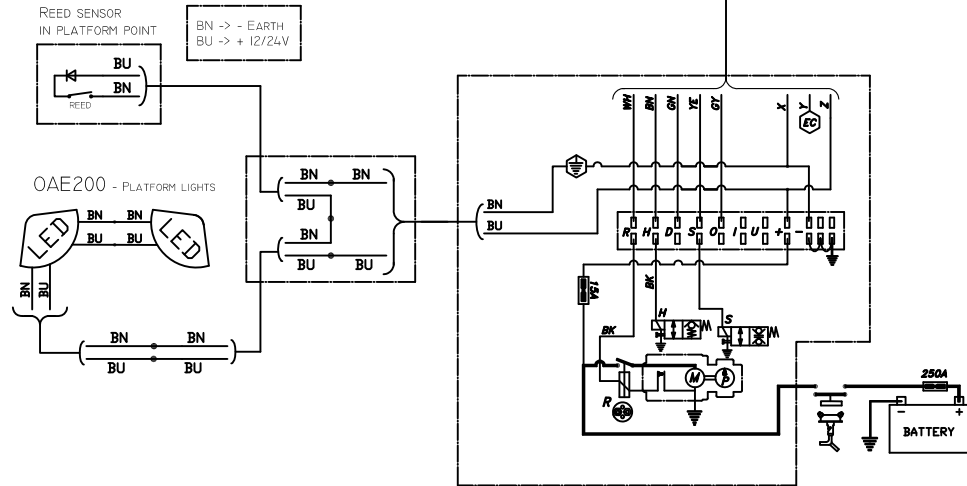 REED SENSOR
IN PLATFORM POINT
BN -> - EARTH
BU -> + 12/24V
BU
BN
REED
WH BN GN YE GY X Y Z
EC
OAE200 - PLATFORM LIGHTS
LED BN BN LED
BU BU
BN BN
BU
BN
BU BU
BN
BU
R H D S O I U + -
BN BU
BN BN
BU BU
15A
BK
H
S
BK
M P
R
250A
- +
BATTERY